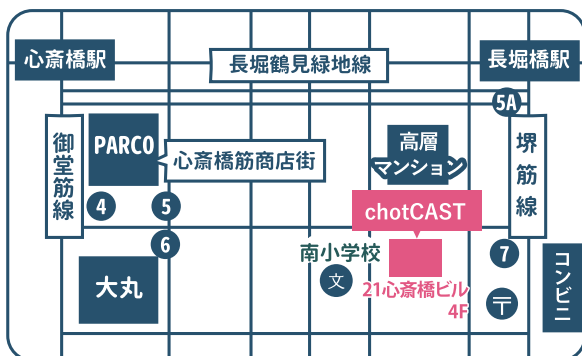 心斎橋駅
長堀鶴見緑地線
長堀橋駅
5A
御堂筋線
PARCO
心斎橋筋商店街
高層
マンション
堺筋線
4
5
chotCAST
6
南小学校
文
7
コンビニ
大丸
21心斎橋ビル
4F
〒